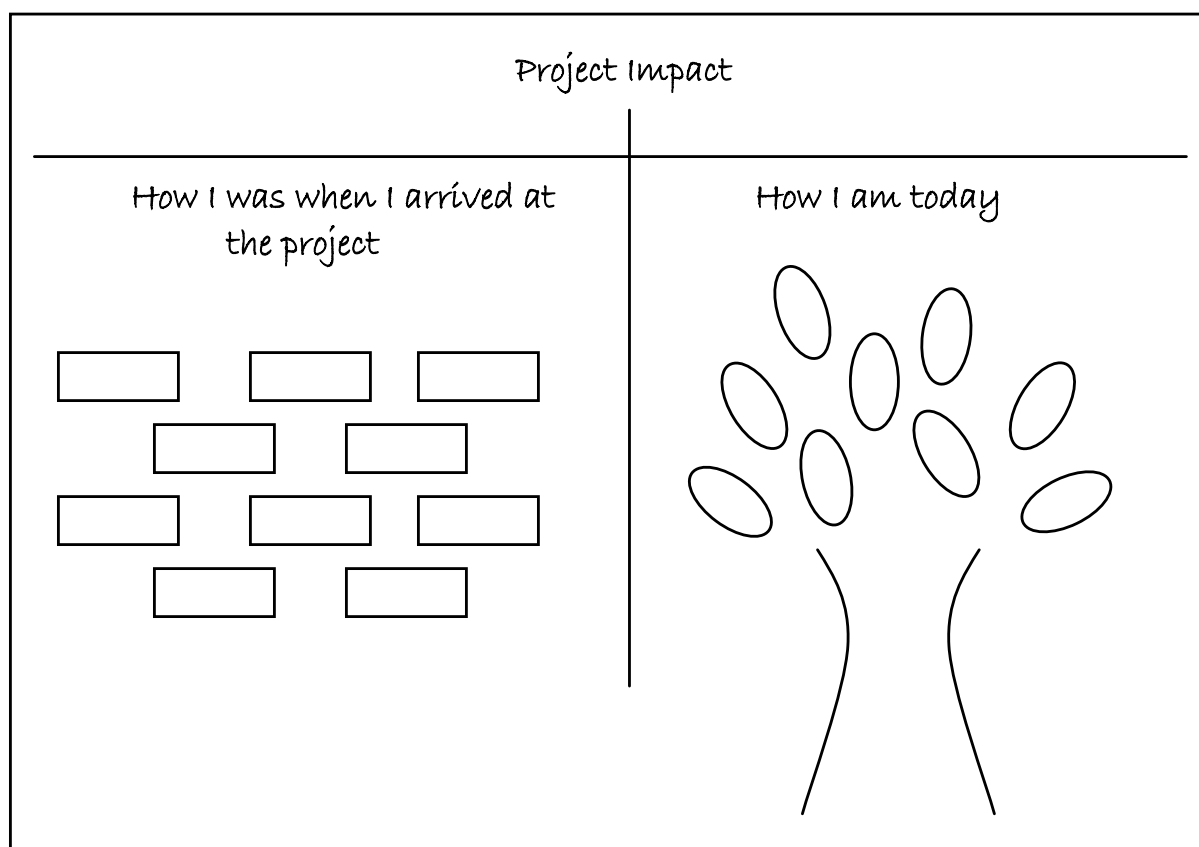 Project Impact
How I was when I arrived at
the project
How I am today